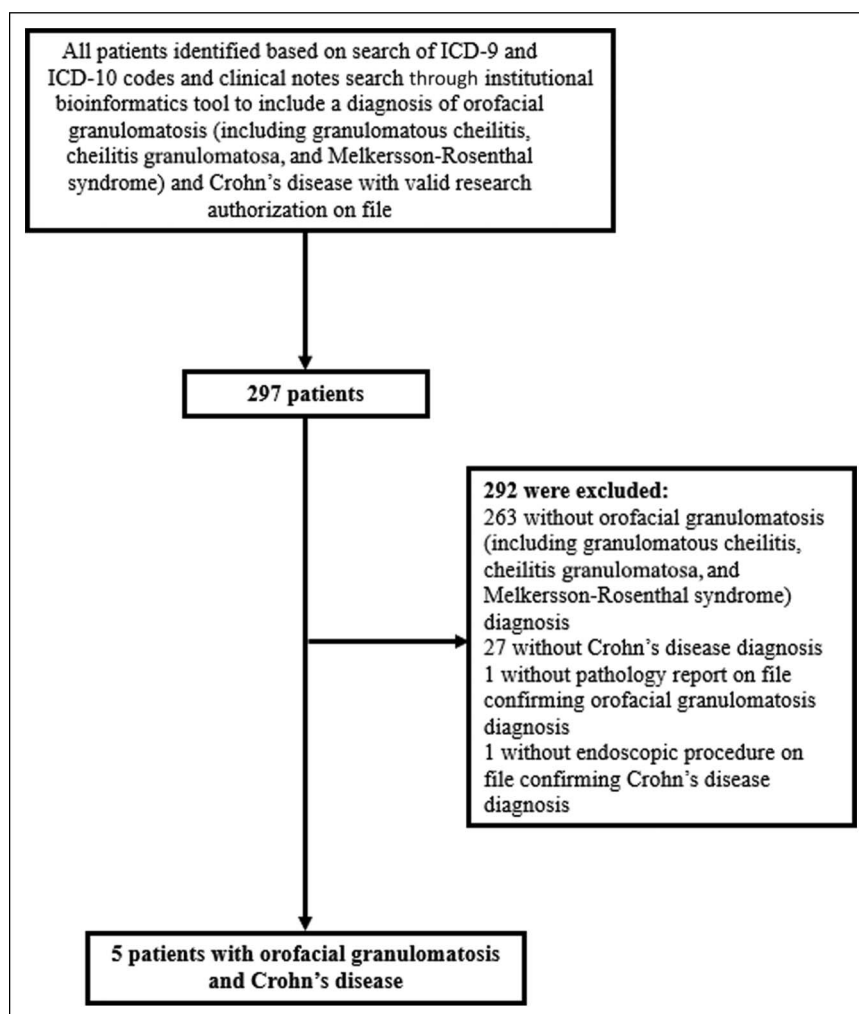 All patients identified based on search of ICD-9 and
ICD-10 codes and clinical notes search through institutional
bioinformatics tool to include a diagnosis of orofacial
granulomatosis (including granulomatous cheilitis,
cheilitis granulomatosa, and Melkersson-Rosenthal
syndrome) and Crohn's disease with valid research
authorization on file
297 patients
292 were excluded:
263 without orofacial granulomatosis
(including granulomatous cheilitis,
cheilitis granulomatosa, and
Melkersson-Rosenthal syndrome)
diagnosis
27 without Crohn's disease diagnosis
1 without pathology report on file
confirming orofacial granulomatosis
diagnosis
1 without endoscopic procedure on
file confirming Crohn's disease
diagnosis
5 patients with orofacial granulomatosis
and Crohn's disease